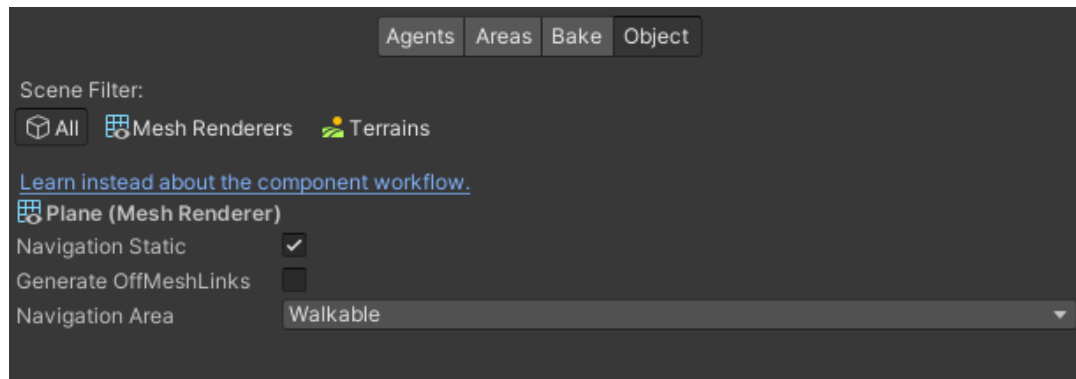 Agents Areas Bake Object
Scene Filter:
All Mesh Renderers Terrains
Learn instead about the component workflow.
Plane (Mesh Renderer)
Navigation Static
Generate OffMeshLinks
Navigation Area Walkable